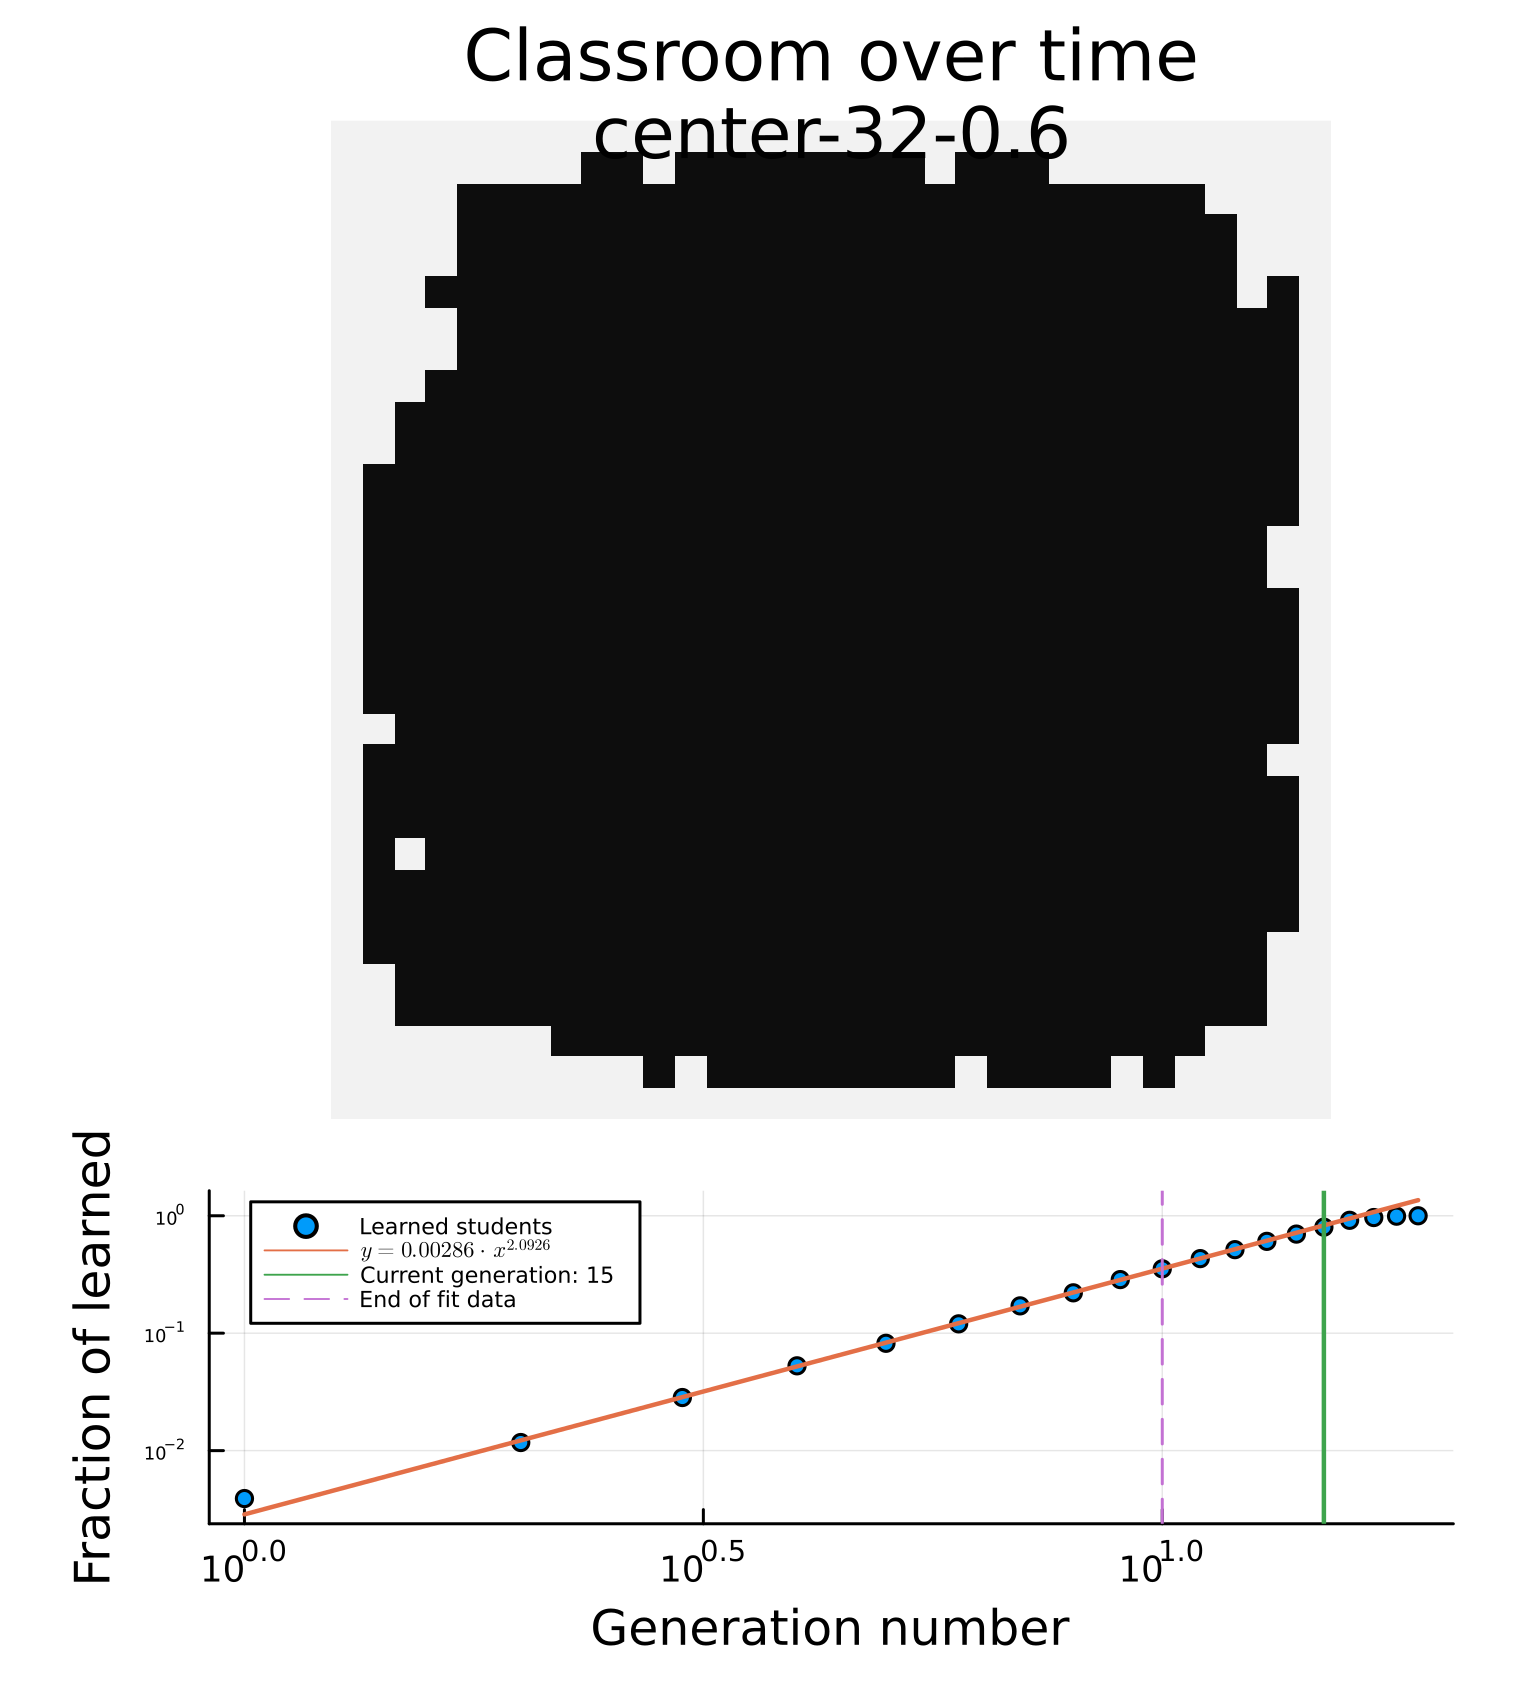 Classroom over time
center-32-0.6
Fraction of learned
10⁰
10⁻¹
10⁻²
Learned students
y = 0.00286 · x^{2.0926}
Current generation: 15
End of fit data
10^{0.0} 10^{0.5} 10^{1.0}
Generation number